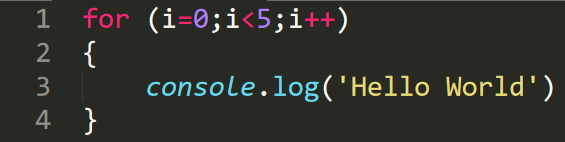 1 for (i=0;i<5;i++)
2 {
3     console.log('Hello World')
4 }